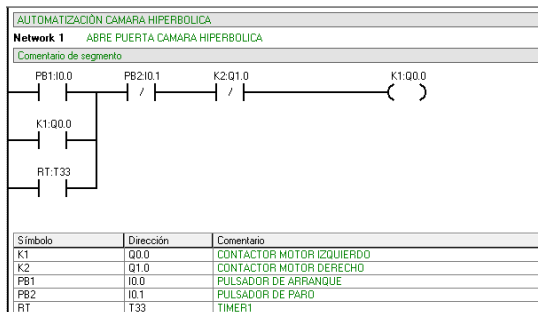 AUTOMATIZACIÓN CAMARA HIPERBOLICA
Network 1 ABRE PUERTA CAMARA HIPERBOLICA
Comentario de segmento
PB1:I0.0 PB2:I0.1 K2:Q1.0 K1:Q0.0
K1:Q0.0
RT:T33
Símbolo Dirección Comentario
K1 Q0.0 CONTACTOR MOTOR IZQUIERDO
K2 Q1.0 CONTACTOR MOTOR DERECHO
PB1 I0.0 PULSADOR DE ARRANQUE
PB2 I0.1 PULSADOR DE PARO
RT T33 TIMER1